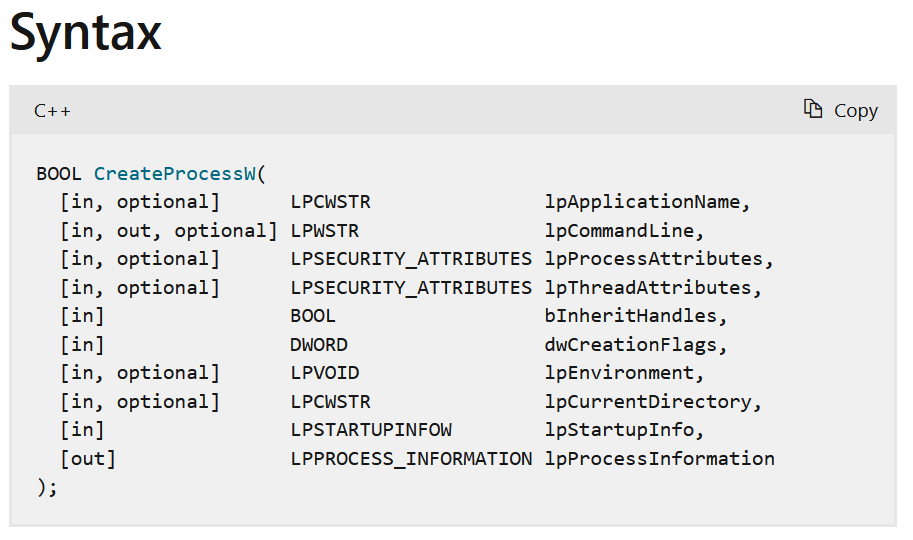 Syntax
C++ Copy
BOOL CreateProcessW(
  [in, optional]      LPCWSTR               lpApplicationName,
  [in, out, optional] LPWSTR                lpCommandLine,
  [in, optional]      LPSECURITY_ATTRIBUTES lpProcessAttributes,
  [in, optional]      LPSECURITY_ATTRIBUTES lpThreadAttributes,
  [in]                BOOL                  bInheritHandles,
  [in]                DWORD                 dwCreationFlags,
  [in, optional]      LPVOID                lpEnvironment,
  [in, optional]      LPCWSTR               lpCurrentDirectory,
  [in]                LPSTARTUPINFOW        lpStartupInfo,
  [out]               LPPROCESS_INFORMATION lpProcessInformation
);